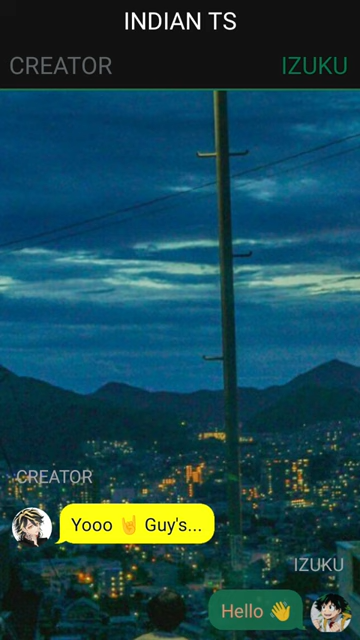 INDIAN TS
CREATOR IZUKU
CREATOR
Yooo 🤘 Guy's...
IZUKU
Hello 👋